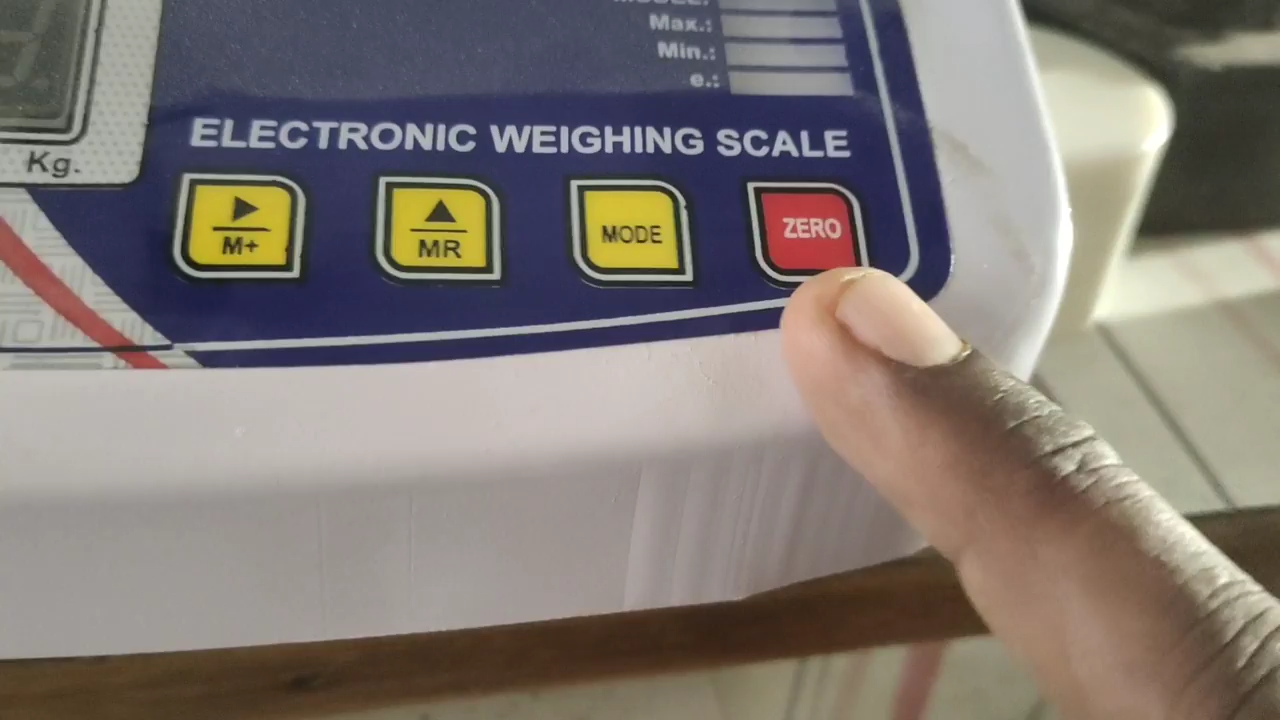 Max.:
Min.:
e.:
Kg.
ELECTRONIC WEIGHING SCALE
M+
MR
MODE
ZERO